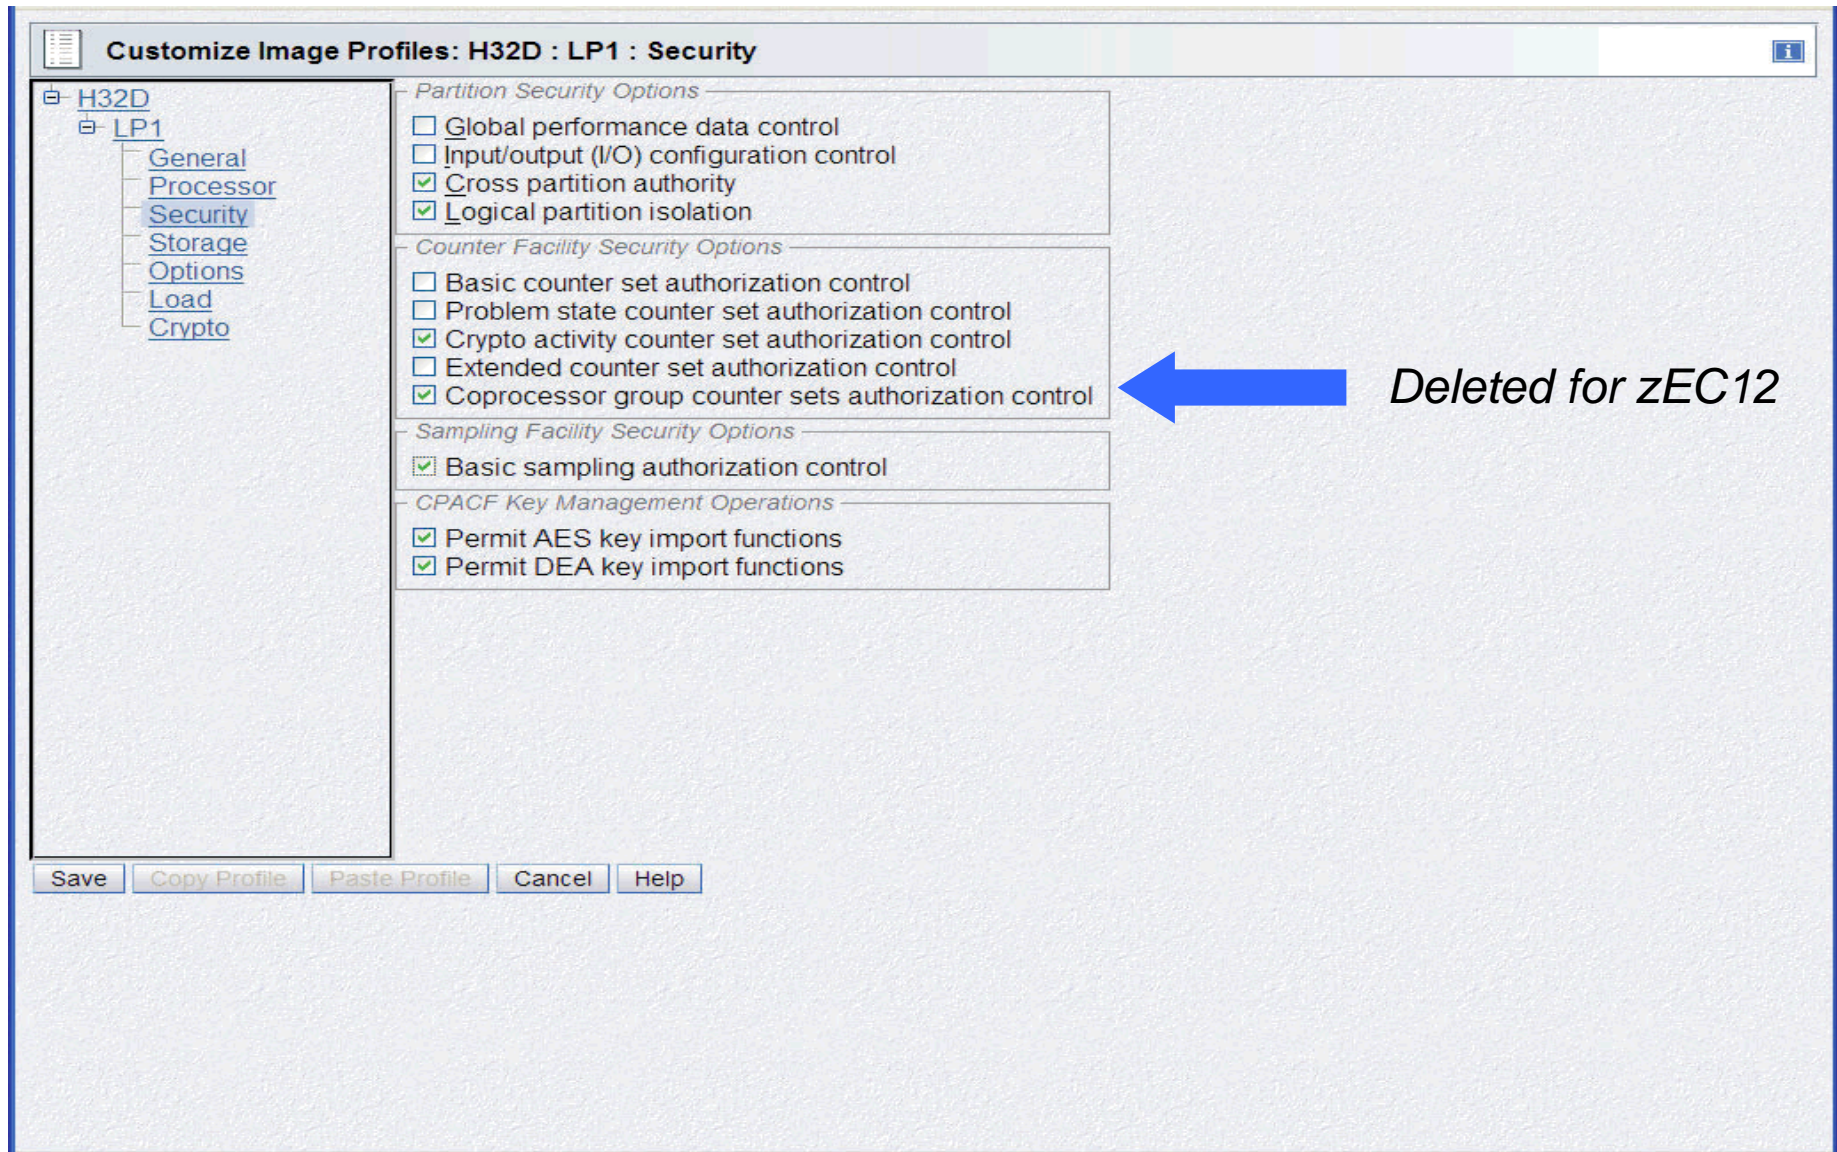 Customize Image Profiles: H32D : LP1 : Security
i
H32D
LP1
General
Processor
Security
Storage
Options
Load
Crypto
Partition Security Options
Global performance data control
Input/output (I/O) configuration control
Cross partition authority
Logical partition isolation
Counter Facility Security Options
Basic counter set authorization control
Problem state counter set authorization control
Crypto activity counter set authorization control
Extended counter set authorization control
Coprocessor group counter sets authorization control
Deleted for zEC12
Sampling Facility Security Options
Basic sampling authorization control
CPACF Key Management Operations
Permit AES key import functions
Permit DEA key import functions
Save Copy Profile Paste Profile Cancel Help